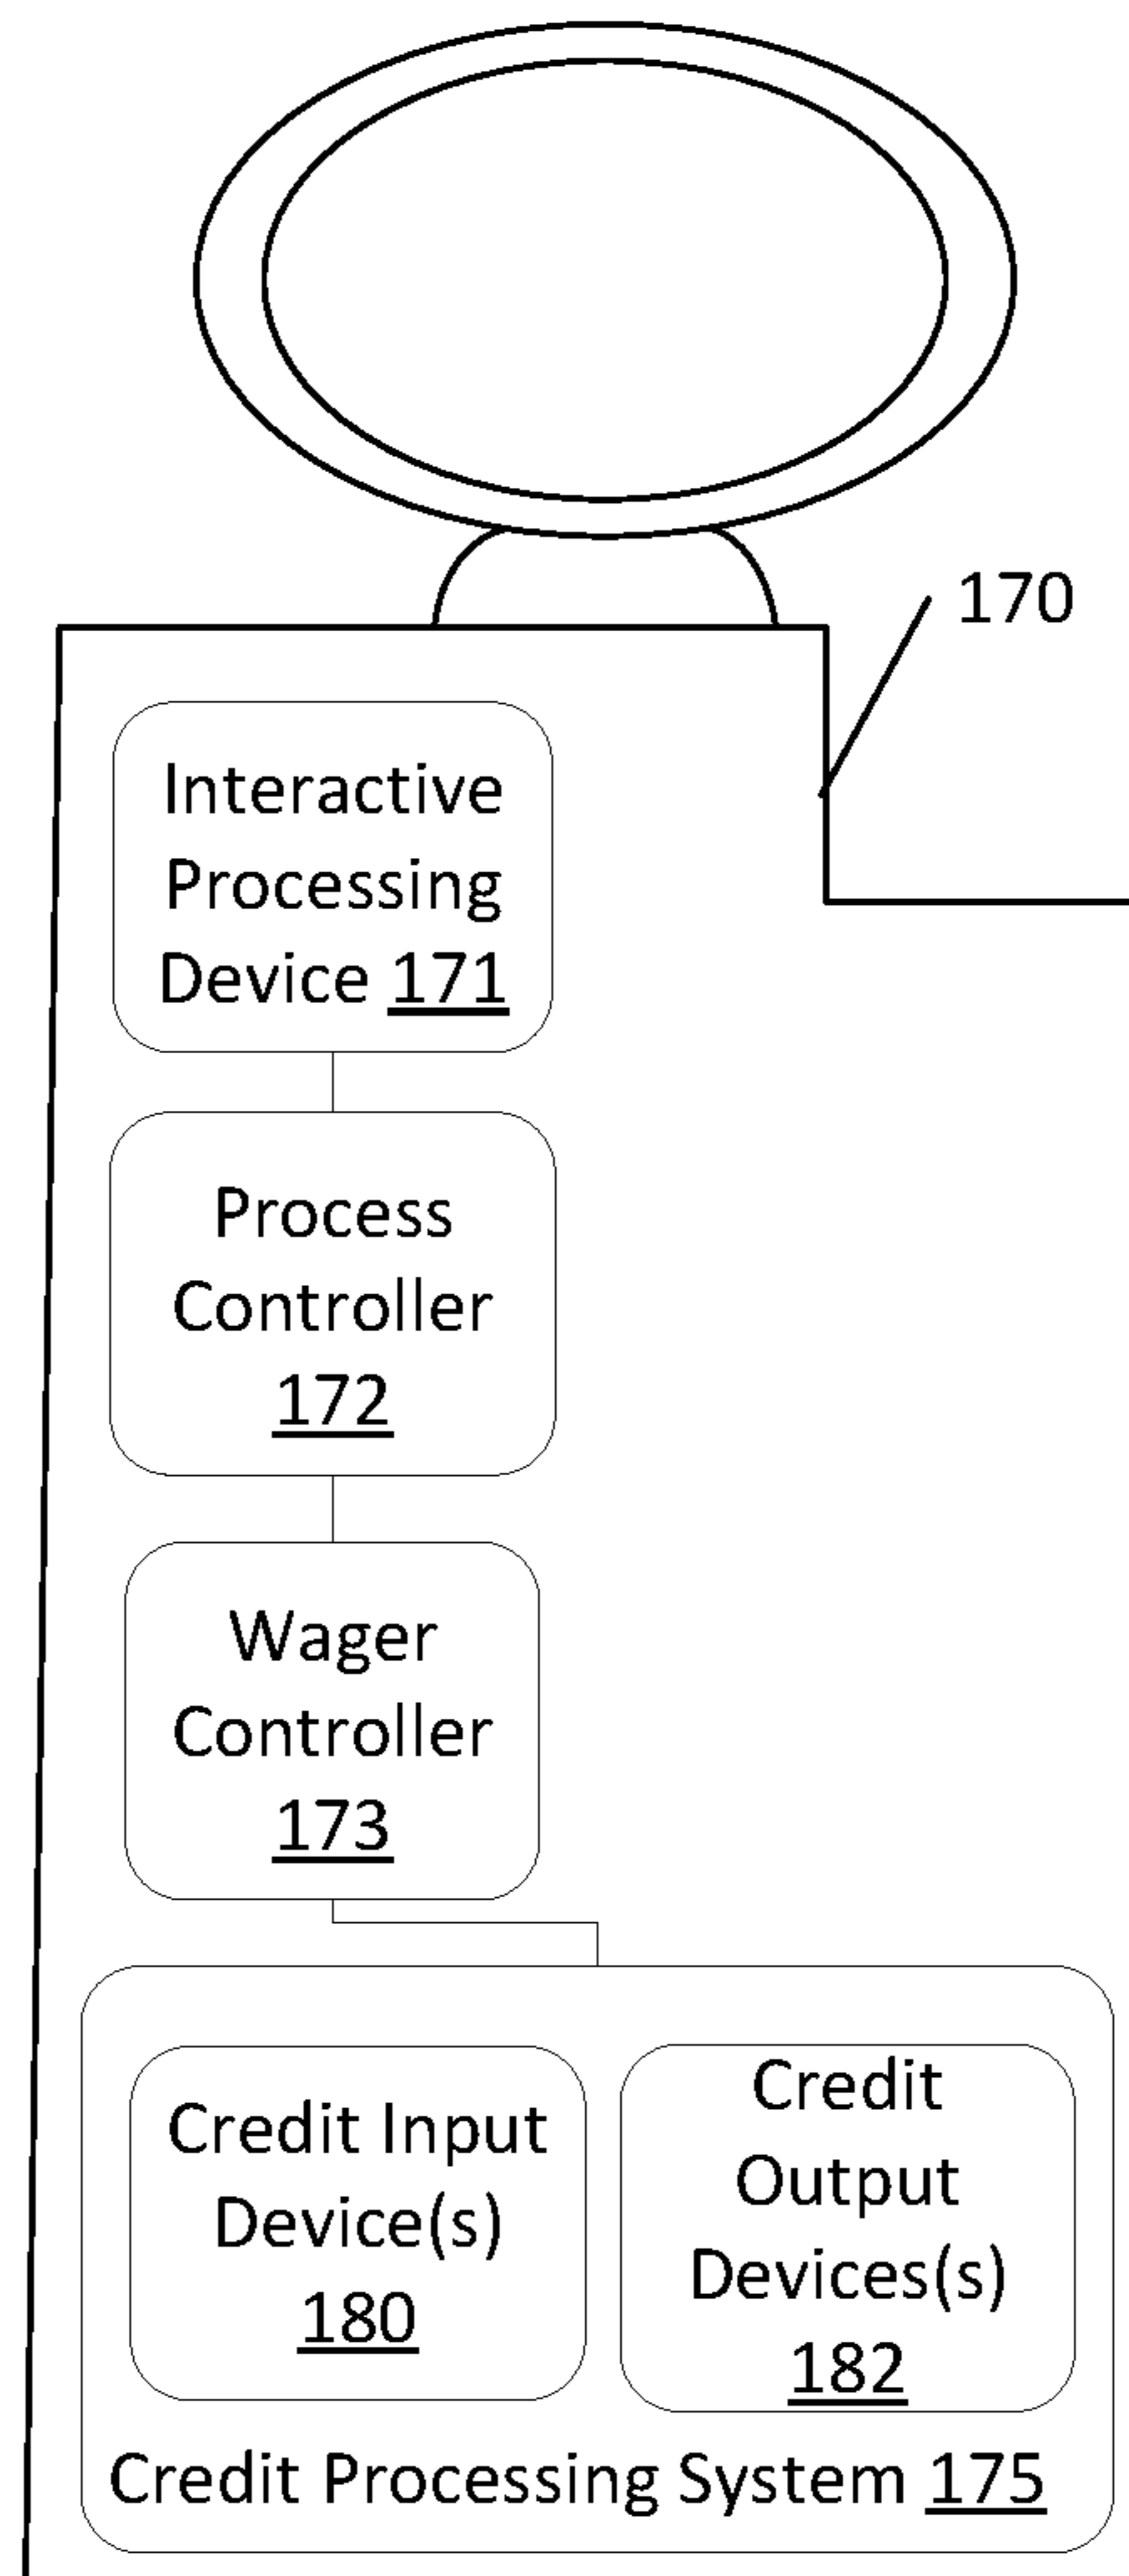 170
Interactive
Processing
Device 171
Process
Controller
172
Wager
Controller
173
Credit Input
Device(s)
180
Credit
Output
Devices(s)
182
Credit Processing System 175